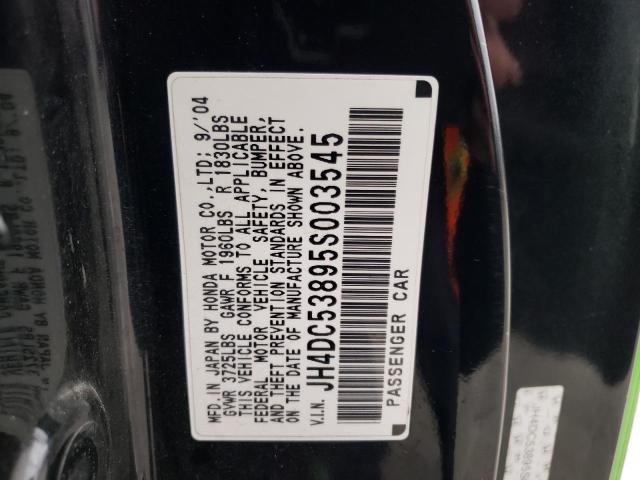 MFD.IN JAPAN BY HONDA MOTOR CO.,LTD; 9/'04
GVWR 3725LBS GAWR F 1960LBS R 1830LBS
THIS VEHICLE CONFORMS TO ALL APPLICABLE
FEDERAL MOTOR VEHICLE SAFETY, BUMPER,
AND THEFT PREVENTION STANDARDS IN EFFECT
ON THE DATE OF MANUFACTURE SHOWN ABOVE.
V.I.N. JH4DC53895S003545
PASSENGER CAR